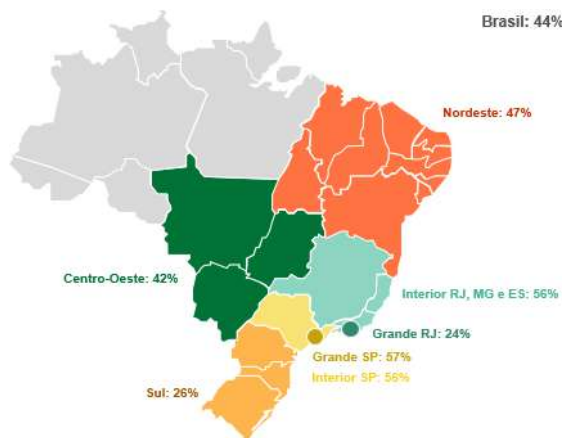 Brasil: 44%
Nordeste: 47%
Centro-Oeste: 42%
Interior RJ, MG e ES: 56%
Grande RJ: 24%
Grande SP: 57%
Interior SP: 56%
Sul: 26%